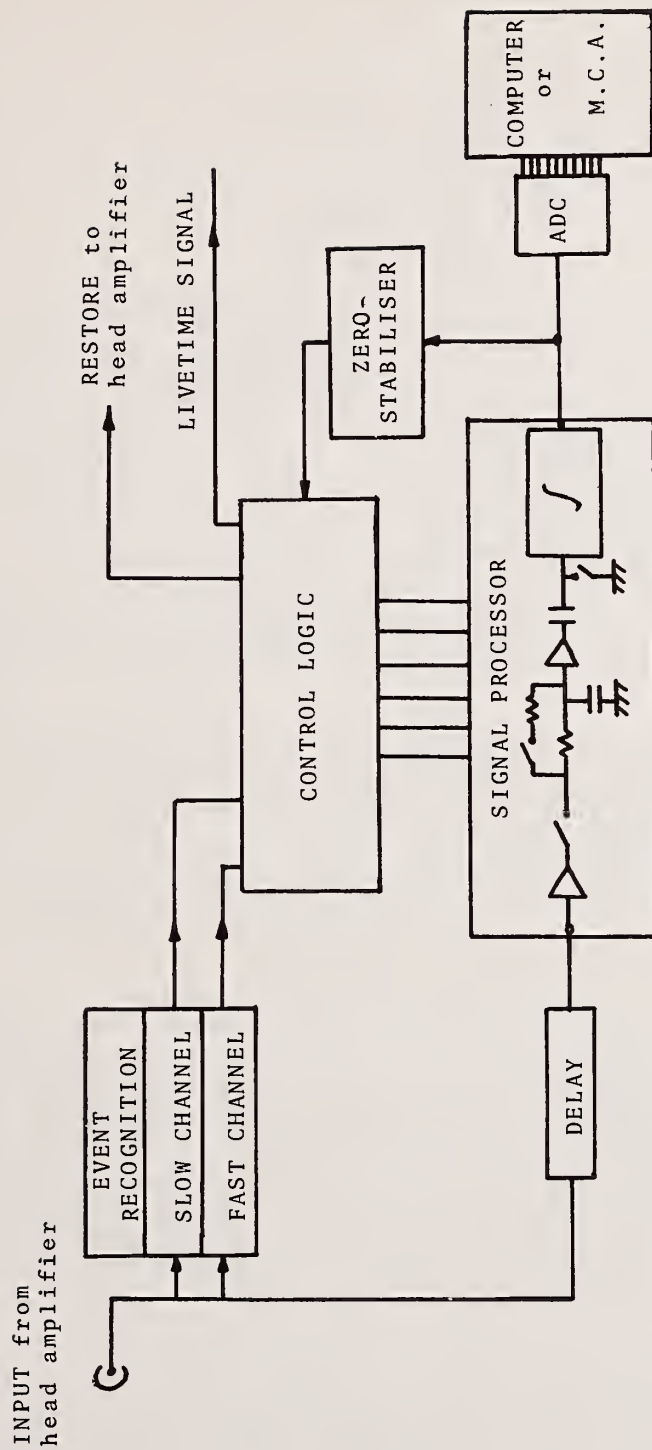 INPUT from
head amplifier
EVENT
RECOGNITION
SLOW CHANNEL
FAST CHANNEL
RESTORE to
head amplifier
LIVETIME SIGNAL
CONTROL LOGIC
ZERO-
STABILISER
DELAY
SIGNAL PROCESSOR
∫
ADC
COMPUTER
or
M.C.A.